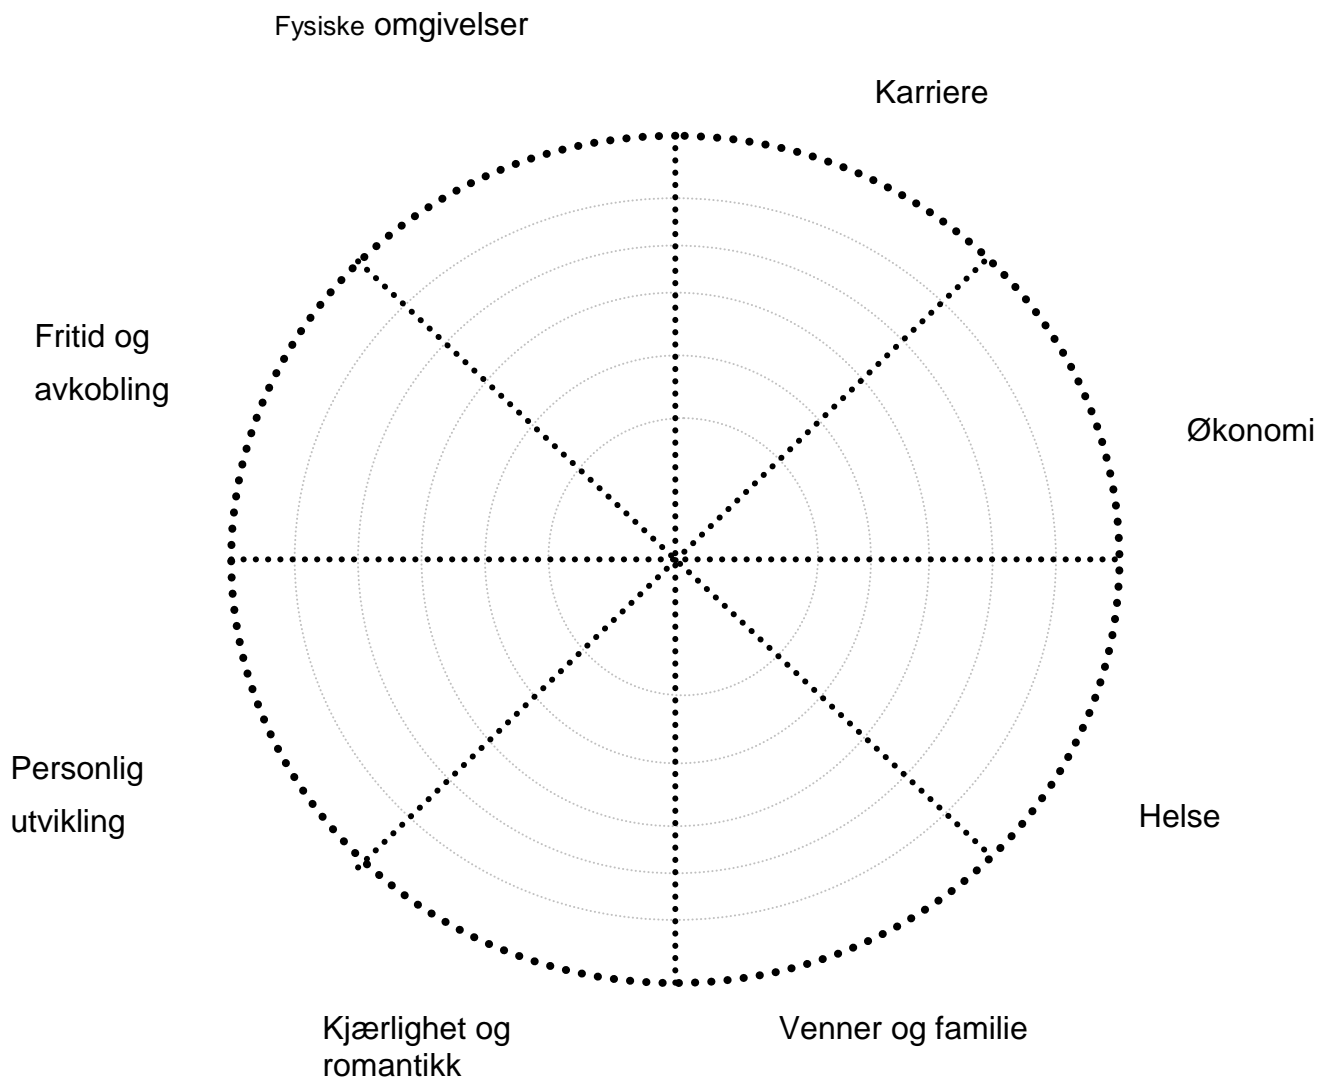 Fysiske omgivelser
Karriere
Fritid og
avkobling
Økonomi
Personlig
utvikling
Helse
Kjærlighet og
romantikk
Venner og familie